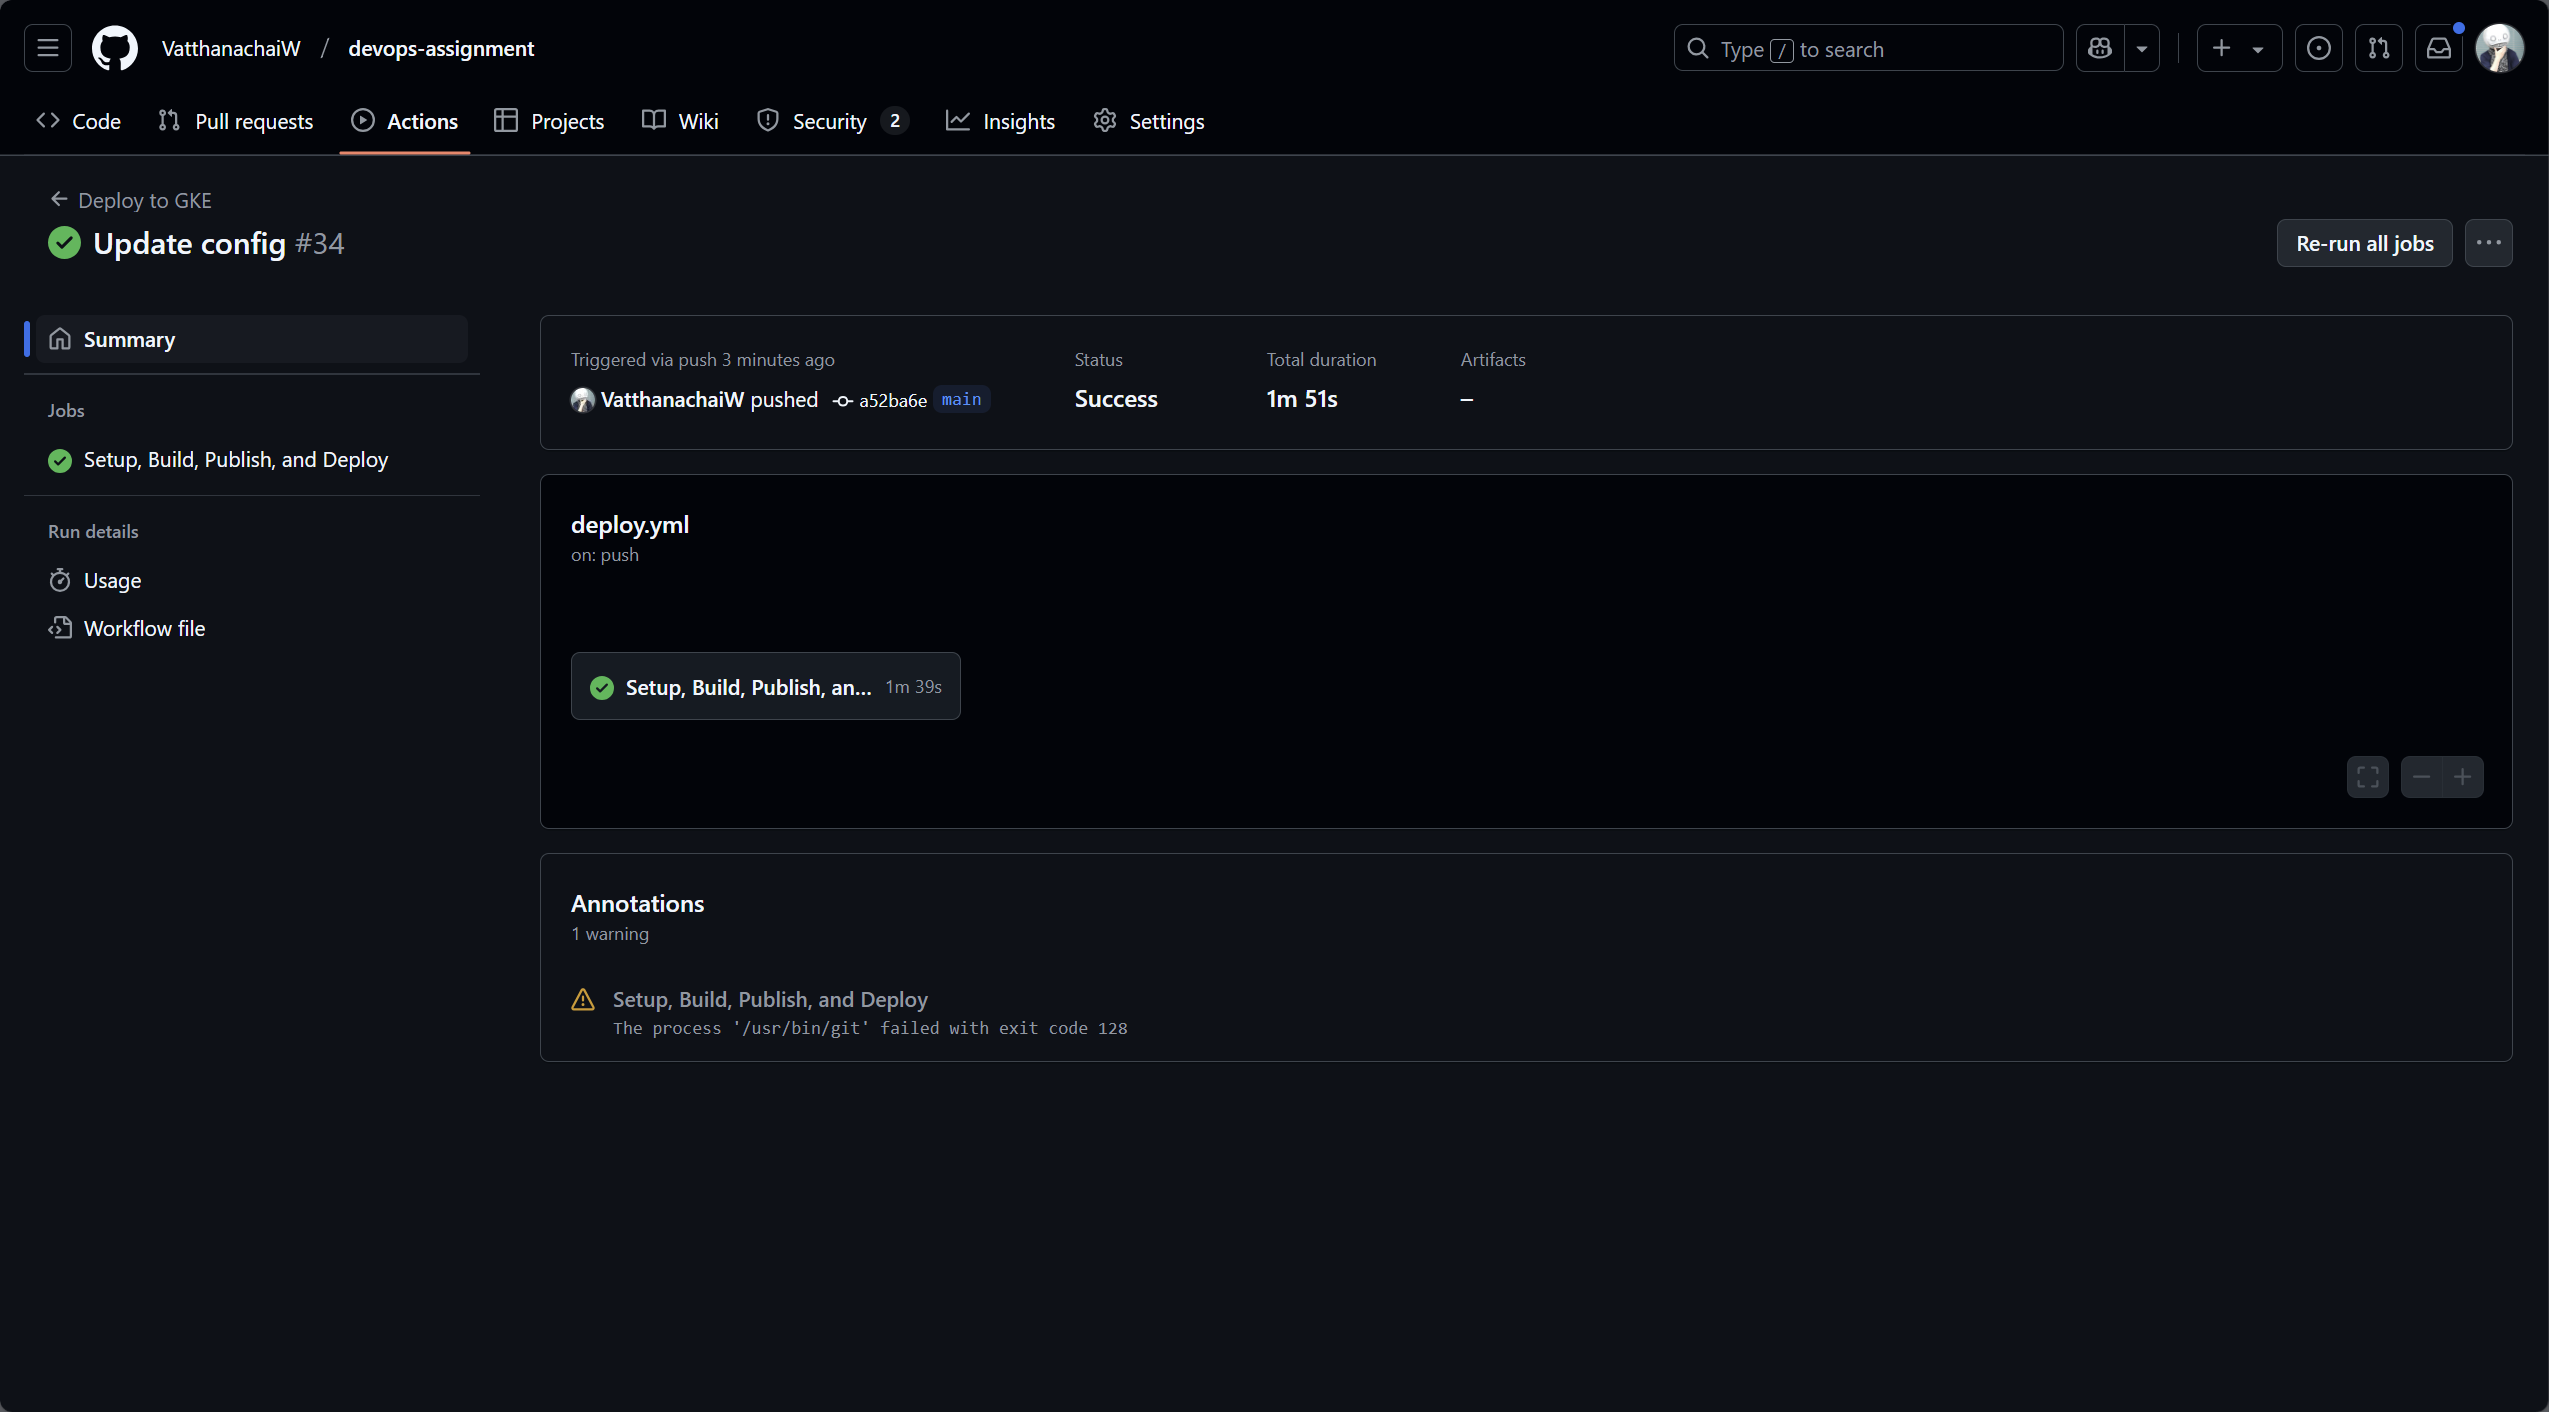 VatthanachaiW / devops-assignment
Type / to search
Code
Pull requests
Actions
Projects
Wiki
Security 2
Insights
Settings
Deploy to GKE
Update config #34
Re-run all jobs
Summary
Jobs
Setup, Build, Publish, and Deploy
Run details
Usage
Workflow file
Triggered via push 3 minutes ago
VatthanachaiW pushed a52ba6e main
Status
Success
Total duration
1m 51s
Artifacts
–
deploy.yml
on: push
Setup, Build, Publish, an... 1m 39s
Annotations
1 warning
Setup, Build, Publish, and Deploy
The process '/usr/bin/git' failed with exit code 128